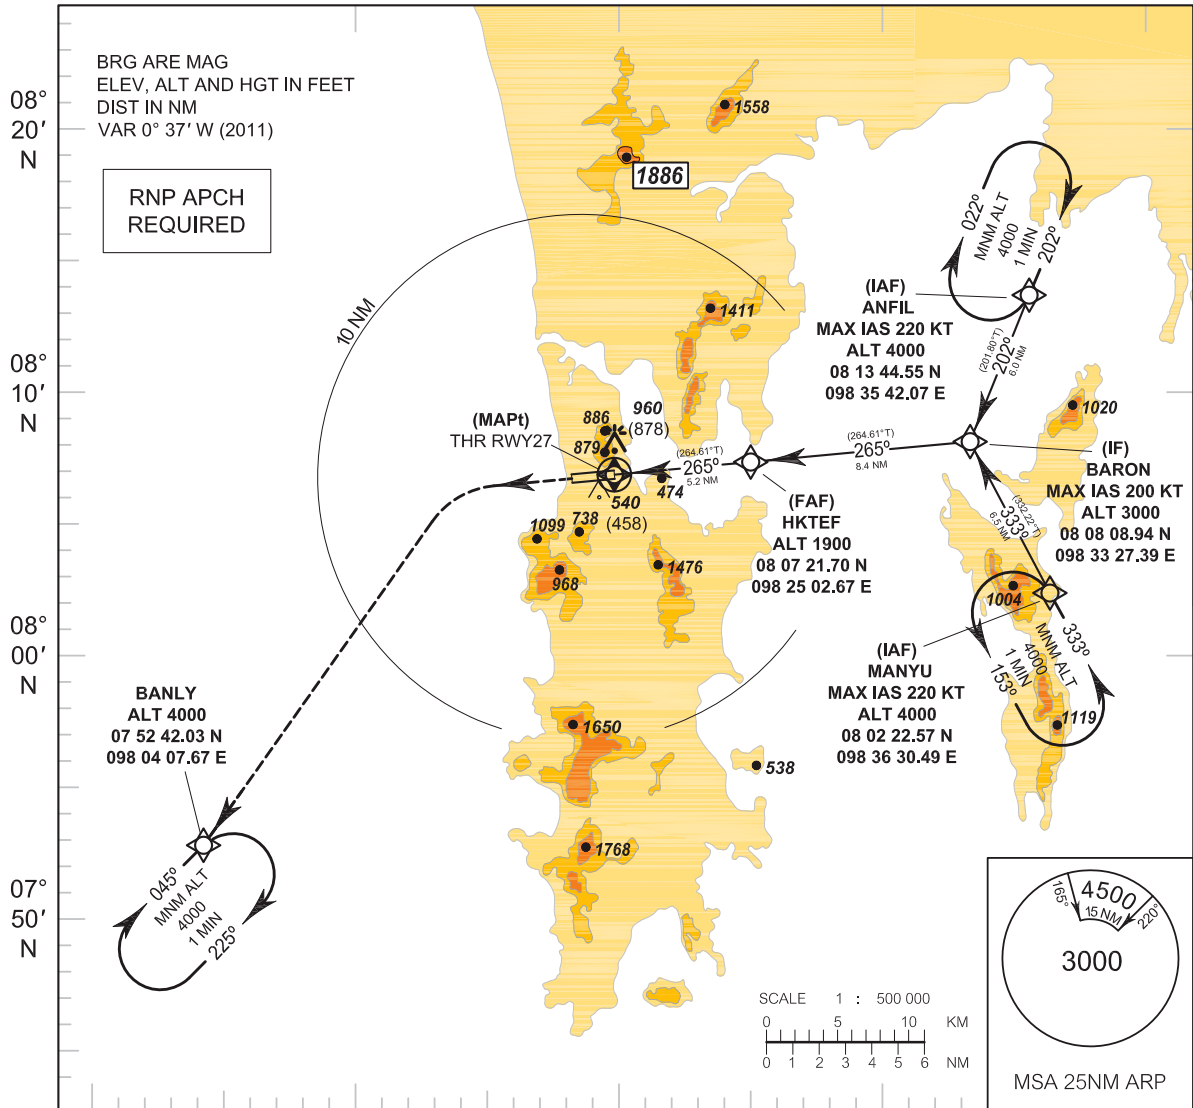 BRG ARE MAG
ELEV, ALT AND HGT IN FEET
DIST IN NM
VAR 0° 37' W (2011)
RNP APCH
REQUIRED
08°
20'
N
08°
10'
N
08°
00'
N
07°
50'
N
1558
1886
10 NM
1411
022°
MNM ALT
4000
1 MIN
202°
(IAF)
ANFIL
MAX IAS 220 KT
ALT 4000
08 13 44.55 N
098 35 42.07 E
(201.80°T)
202°
6.0 NM
1020
(MAPt)
THR RWY27
886
960
(878)
879
540
(458)
474
(264.61°T)
265°
5.2 NM
(264.61°T)
265°
8.4 NM
(IF)
BARON
MAX IAS 200 KT
ALT 3000
08 08 08.94 N
098 33 27.39 E
(FAF)
HKTEF
ALT 1900
08 07 21.70 N
098 25 02.67 E
(332.22°T)
333°
6.5 NM
1099
738
968
1476
1004
(IAF)
MANYU
MAX IAS 220 KT
ALT 4000
08 02 22.57 N
098 36 30.49 E
333°
MNM ALT
4000
1 MIN
153°
1119
BANLY
ALT 4000
07 52 42.03 N
098 04 07.67 E
1650
538
1768
045°
MNM ALT
4000
1 MIN
225°
SCALE 1 : 500 000
0 5 10 KM
0 1 2 3 4 5 6 NM
165°
4500
15 NM
220°
3000
MSA 25NM ARP